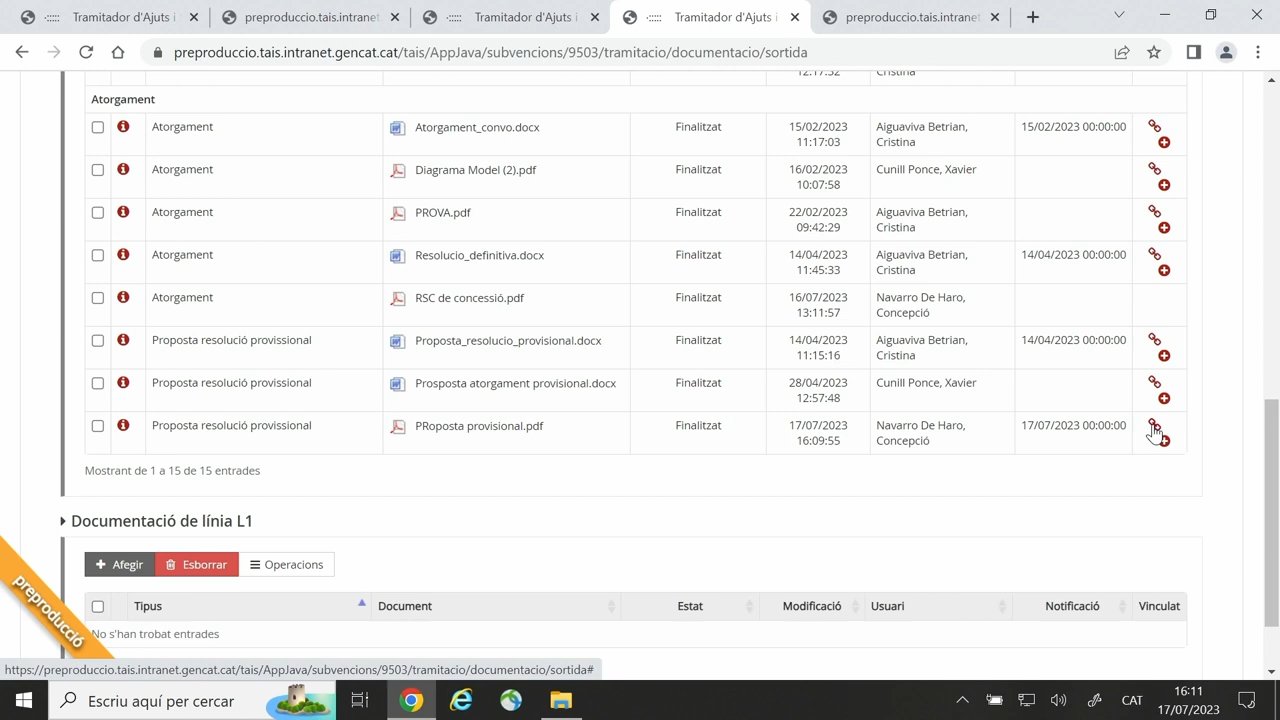 Tramitador d'Ajuts i
preproduccio.tais.intranet
Tramitador d'Ajuts i
Tramitador d'Ajuts i
preproduccio.tais.intranet
preproduccio.tais.intranet.gencat.cat/tais/AppJava/subvencions/9503/tramitacio/documentacio/sortida
12:17:52 Cristina
Atorgament
Atorgament Atorgament_convo.docx Finalitzat 15/02/2023 11:17:03 Aiguaviva Betrian, Cristina 15/02/2023 00:00:00
Atorgament Diagrama Model (2).pdf Finalitzat 16/02/2023 10:07:58 Cunill Ponce, Xavier
Atorgament PROVA.pdf Finalitzat 22/02/2023 09:42:29 Aiguaviva Betrian, Cristina
Atorgament Resolucio_definitiva.docx Finalitzat 14/04/2023 11:45:33 Aiguaviva Betrian, Cristina 14/04/2023 00:00:00
Atorgament RSC de concessió.pdf Finalitzat 16/07/2023 13:11:57 Navarro De Haro, Concepció
Proposta resolució provissional Proposta_resolucio_provisional.docx Finalitzat 14/04/2023 11:15:16 Aiguaviva Betrian, Cristina 14/04/2023 00:00:00
Proposta resolució provissional Prosposta atorgament provisional.docx Finalitzat 28/04/2023 12:57:48 Cunill Ponce, Xavier
Proposta resolució provissional PRoposta provisional.pdf Finalitzat 17/07/2023 16:09:55 Navarro De Haro, Concepció 17/07/2023 00:00:00
Mostrant de 1 a 15 de 15 entrades
Documentació de línia L1
Afegir Esborrar Operacions
Tipus Document Estat Modificació Usuari Notificació Vinculat
No s'han trobat entrades
preproducció
https://preproduccio.tais.intranet.gencat.cat/tais/AppJava/subvencions/9503/tramitacio/documentacio/sortida#
Escriu aquí per cercar
CAT
16:11
17/07/2023